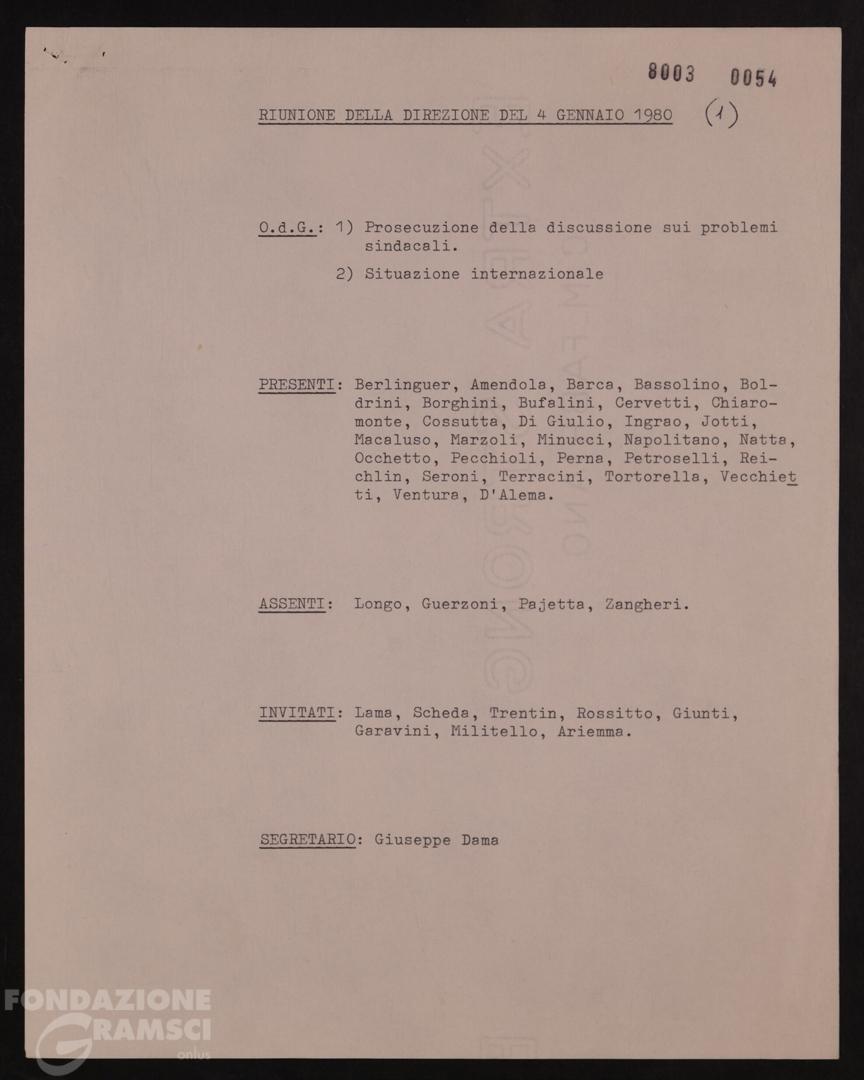 8003 0054
RIUNIONE DELLA DIREZIONE DEL 4 GENNAIO 1980 (1)
O.d.G.: 1) Prosecuzione della discussione sui problemi
sindacali.
2) Situazione internazionale
PRESENTI: Berlinguer, Amendola, Barca, Bassolino, Bol-
drini, Borghini, Bufalini, Cervetti, Chiaro-
monte, Cossutta, Di Giulio, Ingrao, Jotti,
Macaluso, Marzoli, Minucci, Napolitano, Natta,
Occhetto, Pecchioli, Perna, Petroselli, Rei-
chlin, Seroni, Terracini, Tortorella, Vecchiet
ti, Ventura, D'Alema.
ASSENTI: Longo, Guerzoni, Pajetta, Zangheri.
INVITATI: Lama, Scheda, Trentin, Rossitto, Giunti,
Garavini, Militello, Ariemma.
SEGRETARIO: Giuseppe Dama
FONDAZIONE
GRAMSCI
onlus